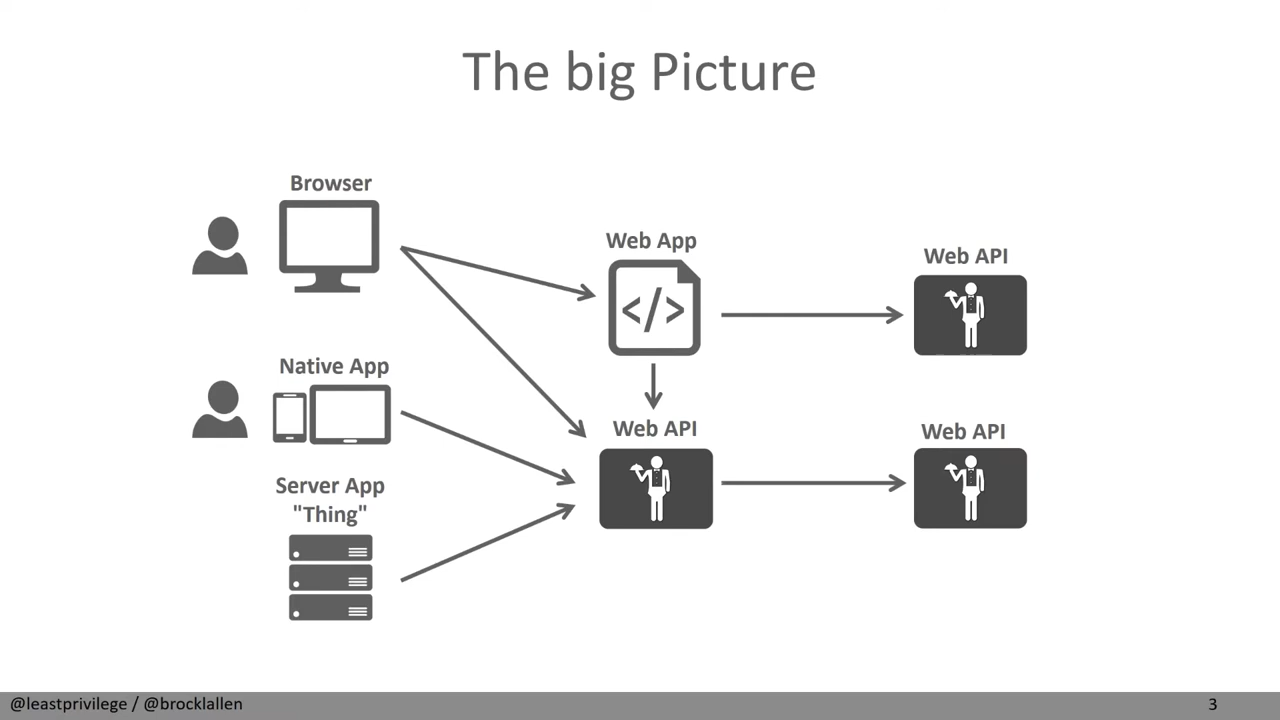 The big Picture
Browser
Web App
Web API
</>
Native App
Web API
Web API
Server App
"Thing"
@leastprivilege / @brocklallen
3